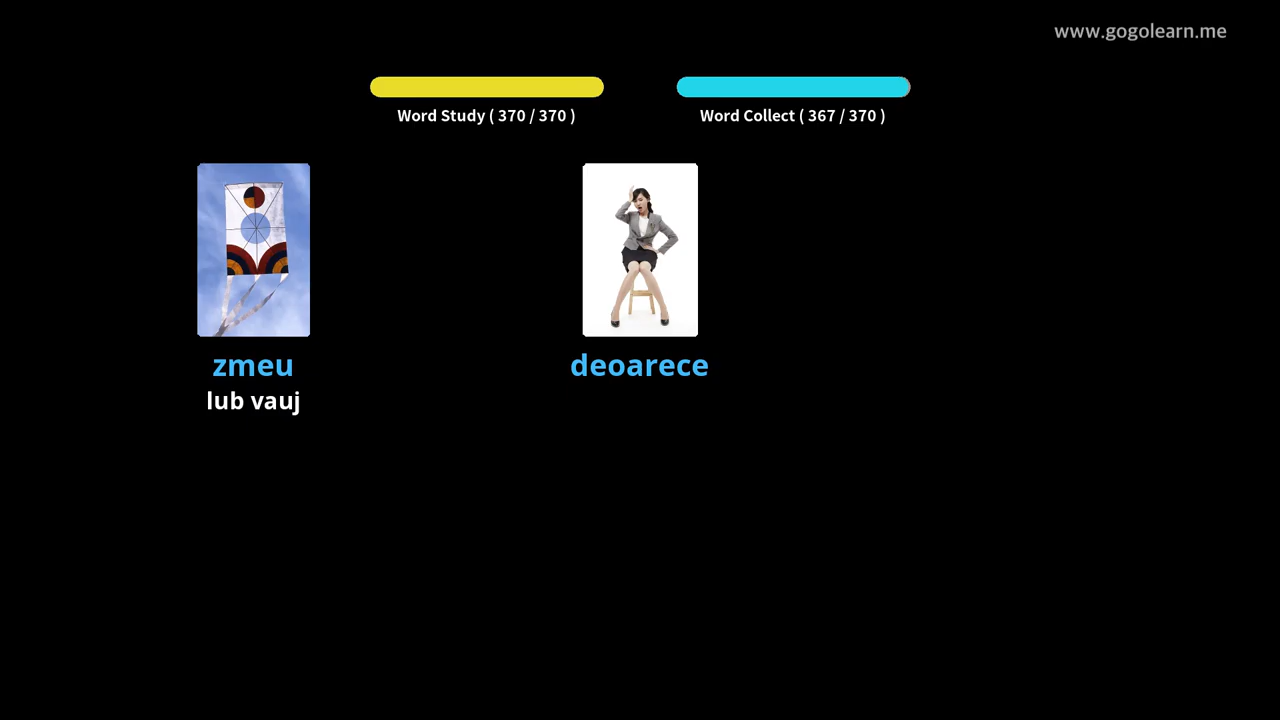 www.gogolearn.me
Word Study ( 370 / 370 )
Word Collect ( 367 / 370 )
zmeu
lub vauj
deoarece